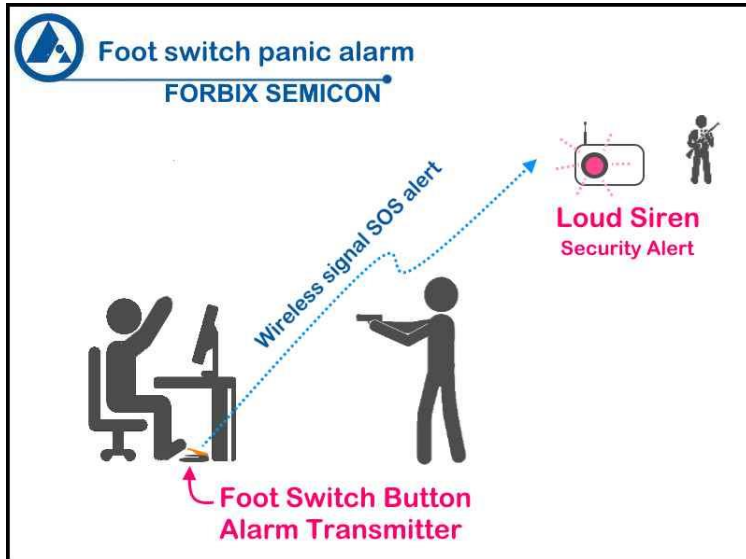 Foot switch panic alarm
FORBIX SEMICON
Wireless signal SOS alert
Loud Siren
Security Alert
Foot Switch Button
Alarm Transmitter